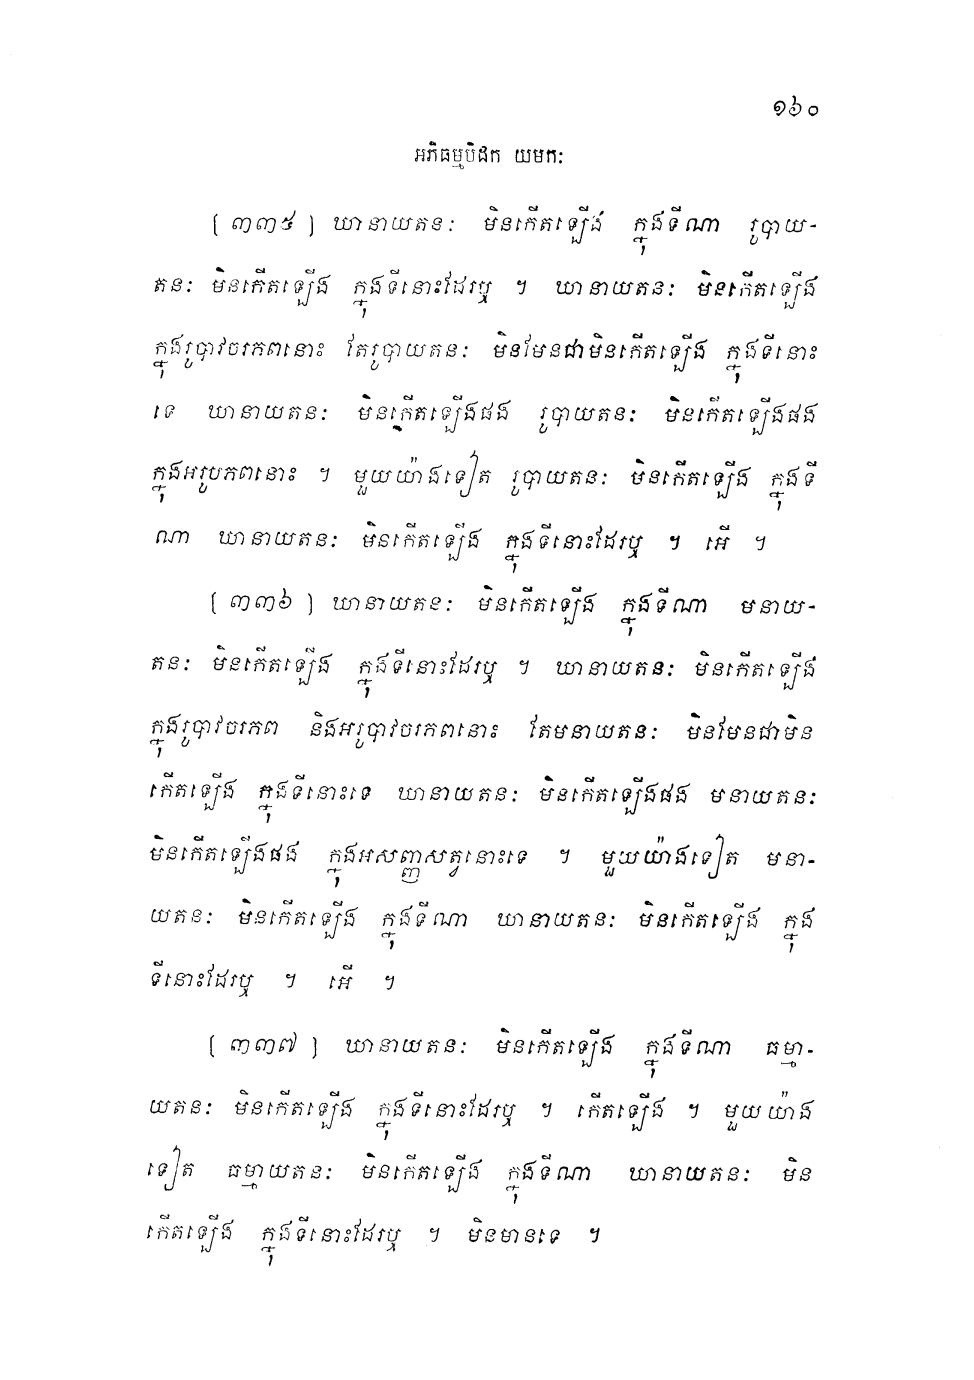 ១៦០
អភិធម្មបិដក យមកៈ
[ ៣៣៥ ] ឃានាយតនៈ មិនកើតឡើង ក្នុងទីណា រូបាយ-
តនៈ មិនកើតឡើង ក្នុងទីនោះដែរឬ ។ ឃានាយតនៈ មិនកើតឡើង
ក្នុងរូបាវចរភពនោះ តែរូបាយតនៈ មិនមែនជាមិនកើតឡើង ក្នុងទីនោះ
ទេ ឃានាយតនៈ មិនកើតឡើងផង រូបាយតនៈ មិនកើតឡើងផង
ក្នុងអរូបភពនោះ ។ មួយយ៉ាងទៀត រូបាយតនៈ មិនកើតឡើង ក្នុងទី
ណា ឃានាយតនៈ មិនកើតឡើង ក្នុងទីនោះដែរឬ ។ អើ ។
[ ៣៣៦ ] ឃានាយតនៈ មិនកើតឡើង ក្នុងទីណា មនាយ-
តនៈ មិនកើតឡើង ក្នុងទីនោះដែរឬ ។ ឃានាយតនៈ មិនកើតឡើង
ក្នុងរូបាវចរភព និងអរូបាវចរភពនោះ តែមនាយតនៈ មិនមែនជាមិន
កើតឡើង ក្នុងទីនោះទេ ឃានាយតនៈ មិនកើតឡើងផង មនាយតនៈ
មិនកើតឡើងផង ក្នុងអសញ្ញសត្វនោះទេ ។ មួយយ៉ាងទៀត មនា-
យតនៈ មិនកើតឡើង ក្នុងទីណា ឃានាយតនៈ មិនកើតឡើង ក្នុង
ទីនោះដែរឬ ។ អើ ។
[ ៣៣៧ ] ឃានាយតនៈ មិនកើតឡើង ក្នុងទីណា ធម្មា-
យតនៈ មិនកើតឡើង ក្នុងទីនោះដែរឬ ។ កើតឡើង ។ មួយយ៉ាង
ទៀត ធម្មាយតនៈ មិនកើតឡើង ក្នុងទីណា ឃានាយតនៈ មិន
កើតឡើង ក្នុងទីនោះដែរឬ ។ មិនមានទេ ។